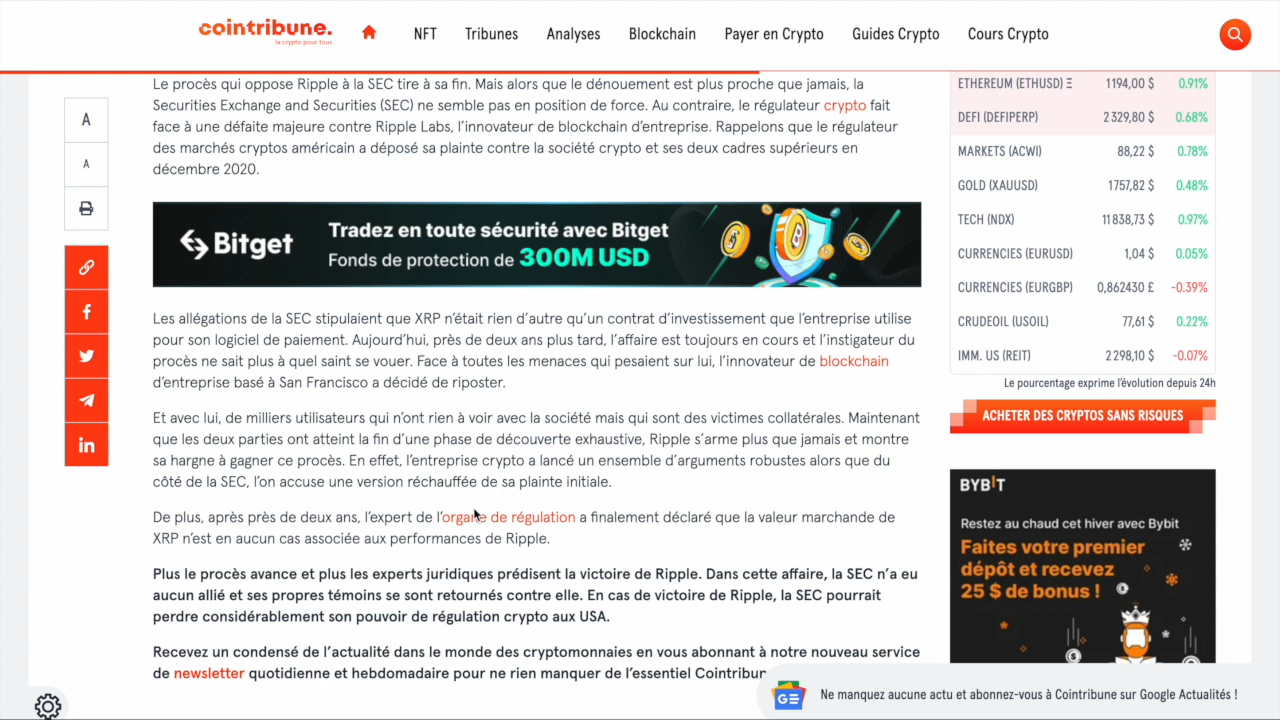 cointribune.
la crypto pour tous
NFT
Tribunes
Analyses
Blockchain
Payer en Crypto
Guides Crypto
Cours Crypto
A
A
Le procès qui oppose Ripple à la SEC tire à sa fin. Mais alors que le dénouement est plus proche que jamais, la
Securities Exchange and Securities (SEC) ne semble pas en position de force. Au contraire, le régulateur crypto fait
face à une défaite majeure contre Ripple Labs, l’innovateur de blockchain d’entreprise. Rappelons que le régulateur
des marchés cryptos américain a déposé sa plainte contre la société crypto et ses deux cadres supérieurs en
décembre 2020.
Bitget
Tradez en toute sécurité avec Bitget
Fonds de protection de 300M USD
Les allégations de la SEC stipulaient que XRP n’était rien d’autre qu’un contrat d’investissement que l’entreprise utilise
pour son logiciel de paiement. Aujourd’hui, près de deux ans plus tard, l’affaire est toujours en cours et l’instigateur du
procès ne sait plus à quel saint se vouer. Face à toutes les menaces qui pesaient sur lui, l’innovateur de blockchain
d’entreprise basé à San Francisco a décidé de riposter.
Et avec lui, de milliers utilisateurs qui n’ont rien à voir avec la société mais qui sont des victimes collatérales. Maintenant
que les deux parties ont atteint la fin d’une phase de découverte exhaustive, Ripple s’arme plus que jamais et montre
sa hargne à gagner ce procès. En effet, l’entreprise crypto a lancé un ensemble d’arguments robustes alors que du
côté de la SEC, l’on accuse une version réchauffée de sa plainte initiale.
De plus, après près de deux ans, l’expert de l’organe de régulation a finalement déclaré que la valeur marchande de
XRP n’est en aucun cas associée aux performances de Ripple.
Plus le procès avance et plus les experts juridiques prédisent la victoire de Ripple. Dans cette affaire, la SEC n’a eu
aucun allié et ses propres témoins se sont retournés contre elle. En cas de victoire de Ripple, la SEC pourrait
perdre considérablement son pouvoir de régulation crypto aux USA.
Recevez un condensé de l’actualité dans le monde des cryptomonnaies en vous abonnant à notre nouveau service
de newsletter quotidienne et hebdomadaire pour ne rien manquer de l’essentiel Cointribun
ETHEREUM (ETHUSD) Ξ 1194,00 $ 0.91%
DEFI (DEFIPERP) 2 329,80 $ 0.68%
MARKETS (ACWI) 88,22 $ 0.78%
GOLD (XAUUSD) 1757,82 $ 0.48%
TECH (NDX) 11 838,73 $ 0.97%
CURRENCIES (EURUSD) 1,04 $ 0.05%
CURRENCIES (EURGBP) 0,862430 £ -0.39%
CRUDEOIL (USOIL) 77,61 $ 0.22%
IMM. US (REIT) 2 298,10 $ -0.07%
Le pourcentage exprime l’évolution depuis 24h
ACHETER DES CRYPTOS SANS RISQUES
BYBIT
Restez au chaud cet hiver avec Bybit
Faites votre premier
dépôt et recevez
25 $ de bonus !
GE
Ne manquez aucune actu et abonnez-vous à Cointribune sur Google Actualités !